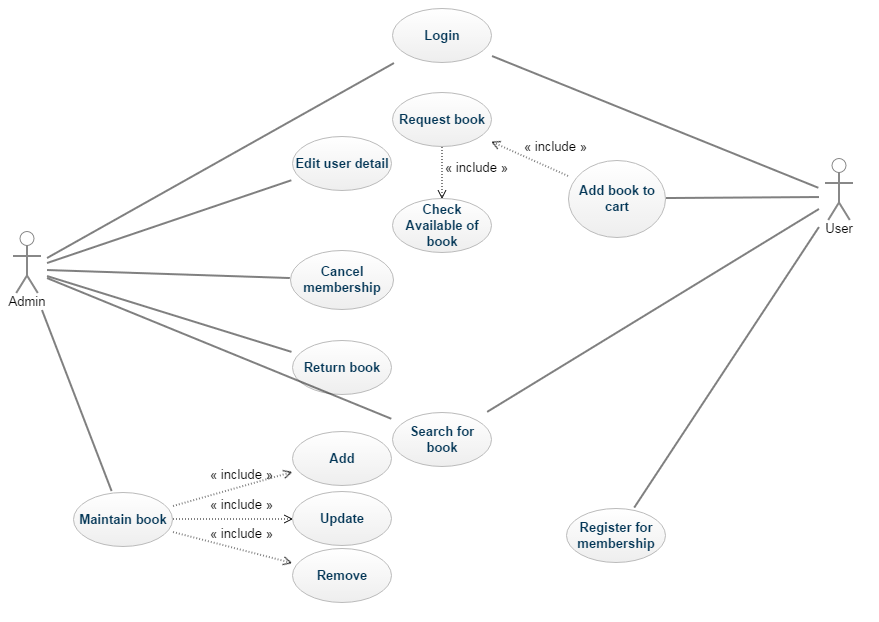 Login
Request book
« include »
Edit user detail
« include »
Add book to
cart
Check
Available of
book
User
Admin
Cancel
membership
Return book
Search for
book
Add
« include »
« include »
Maintain book
Update
« include »
Remove
Register for
membership